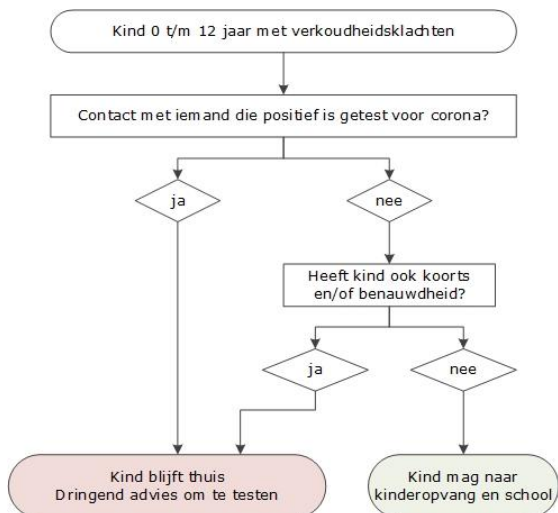 Kind 0 t/m 12 jaar met verkoudheidsklachten
Contact met iemand die positief is getest voor corona?
ja
nee
Heeft kind ook koorts
en/of benauwdheid?
ja
nee
Kind blijft thuis
Dringend advies om te testen
Kind mag naar
kinderopvang en school